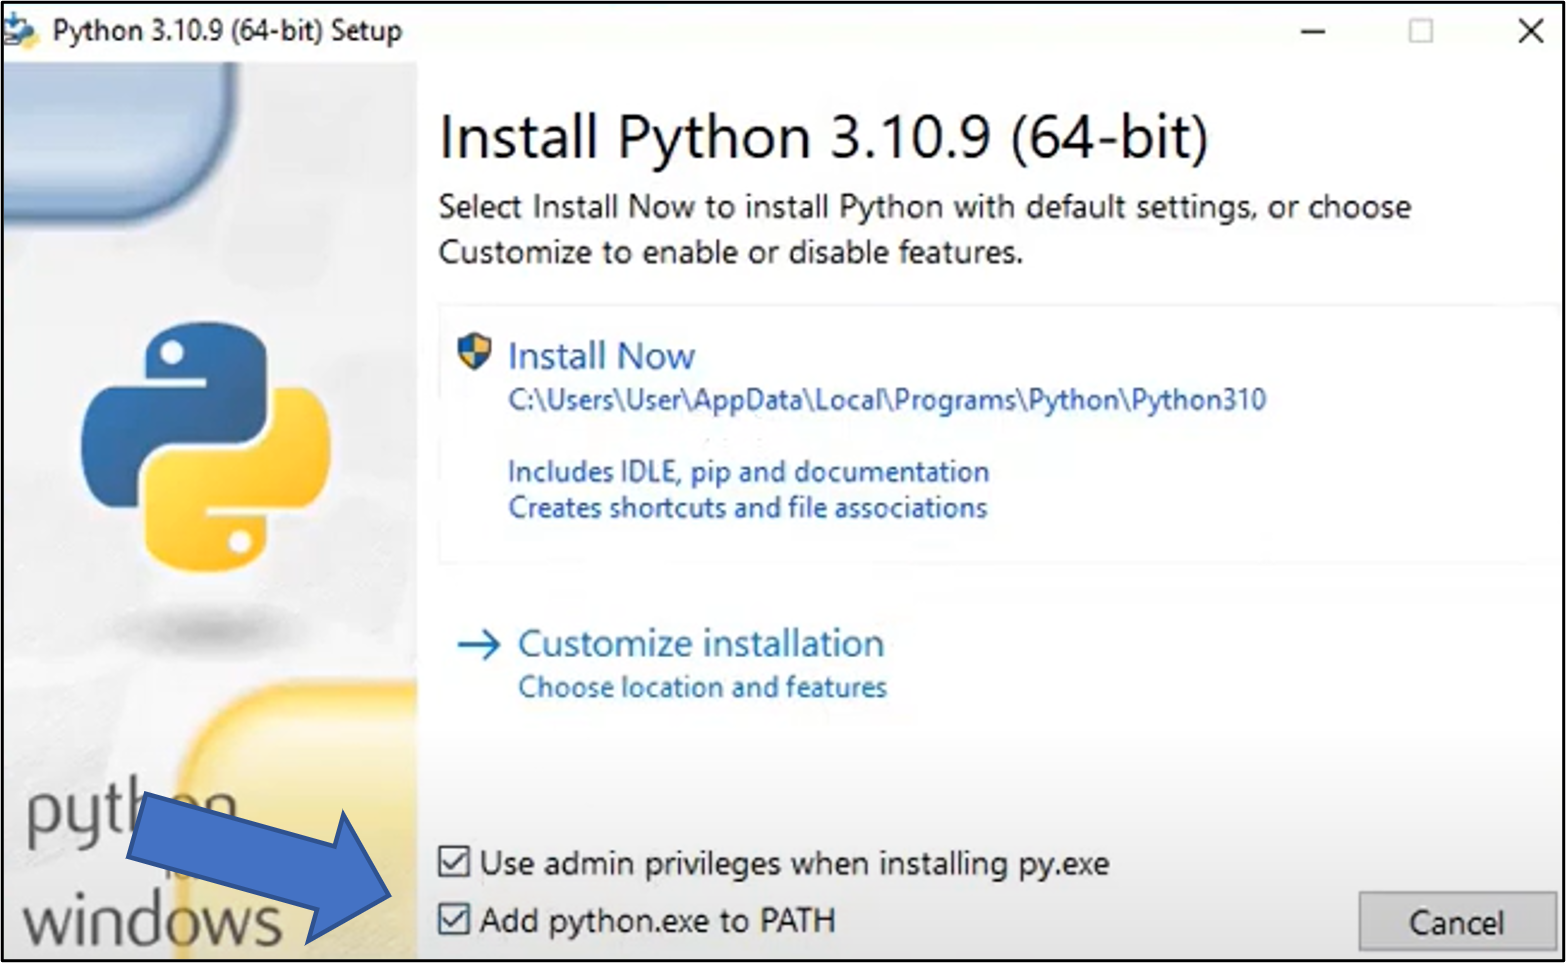 Python 3.10.9 (64-bit) Setup
Install Python 3.10.9 (64-bit)
Select Install Now to install Python with default settings, or choose
Customize to enable or disable features.
Install Now
C:\Users\User\AppData\Local\Programs\Python\Python310
Includes IDLE, pip and documentation
Creates shortcuts and file associations
Customize installation
Choose location and features
python
windows
Use admin privileges when installing py.exe
Add python.exe to PATH
Cancel